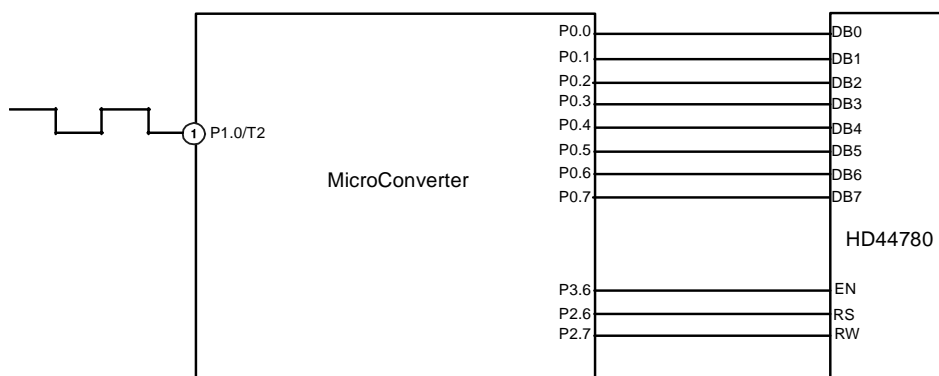 P0.0 DB0
P0.1 DB1
P0.2 DB2
P0.3 DB3
P0.4 DB4
1 P1.0/T2
P0.5 DB5
P0.6 DB6
MicroConverter
P0.7 DB7
HD44780
P3.6 EN
P2.6 RS
P2.7 RW